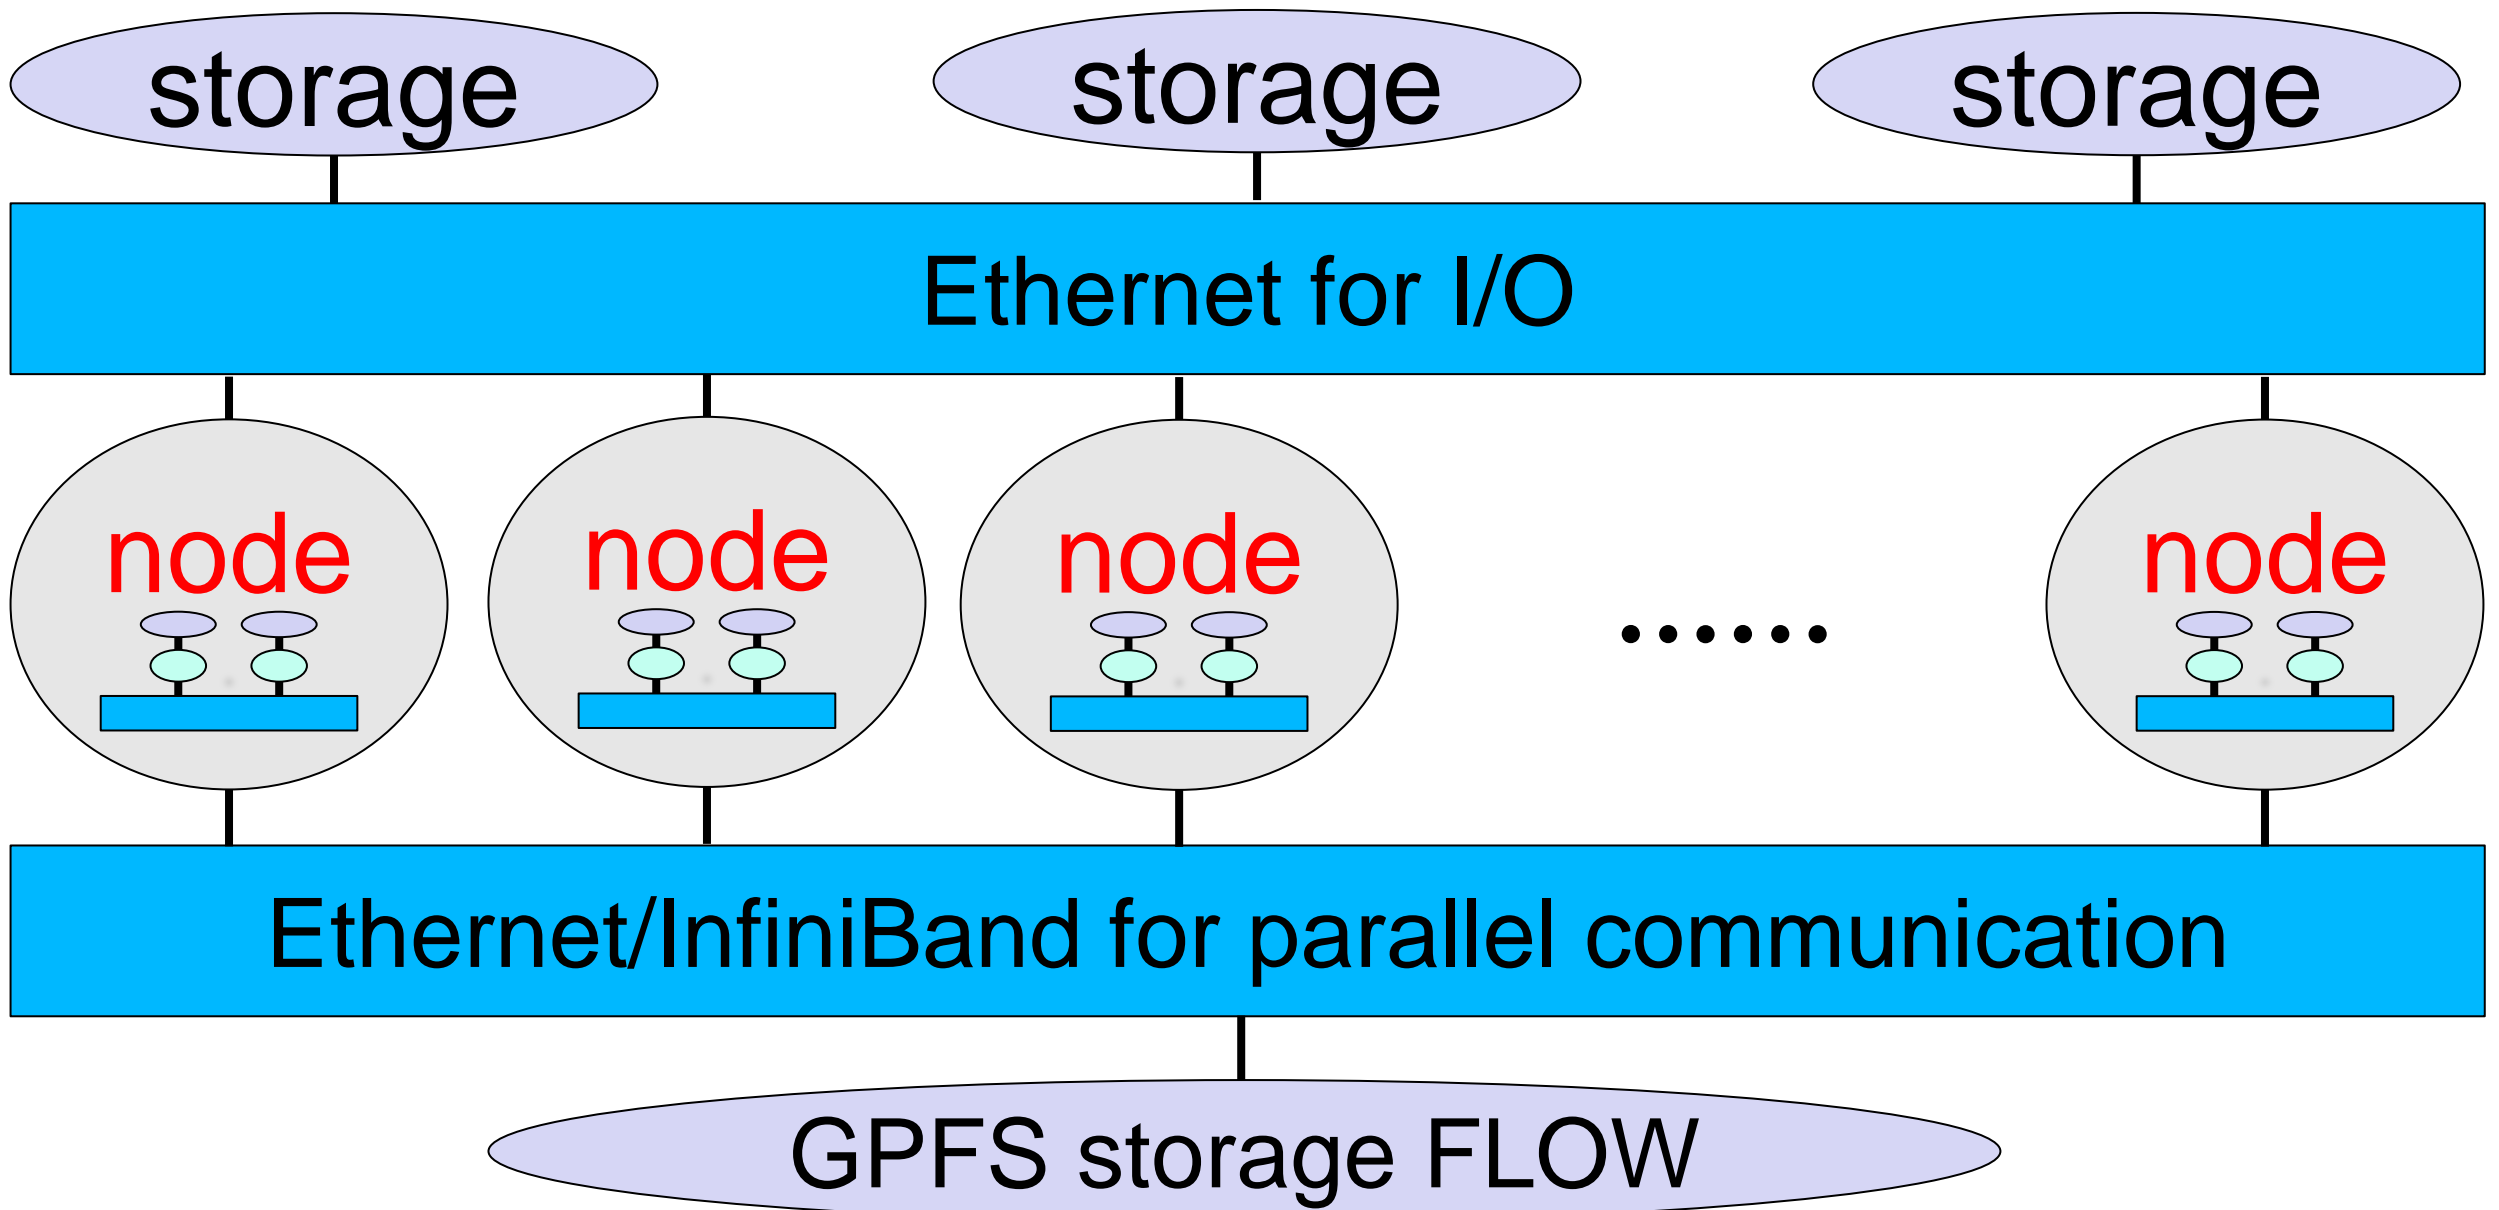 storage storage storage
Ethernet for I/O
node node node node
Ethernet/InfiniBand for parallel communication
GPFS storage FLOW